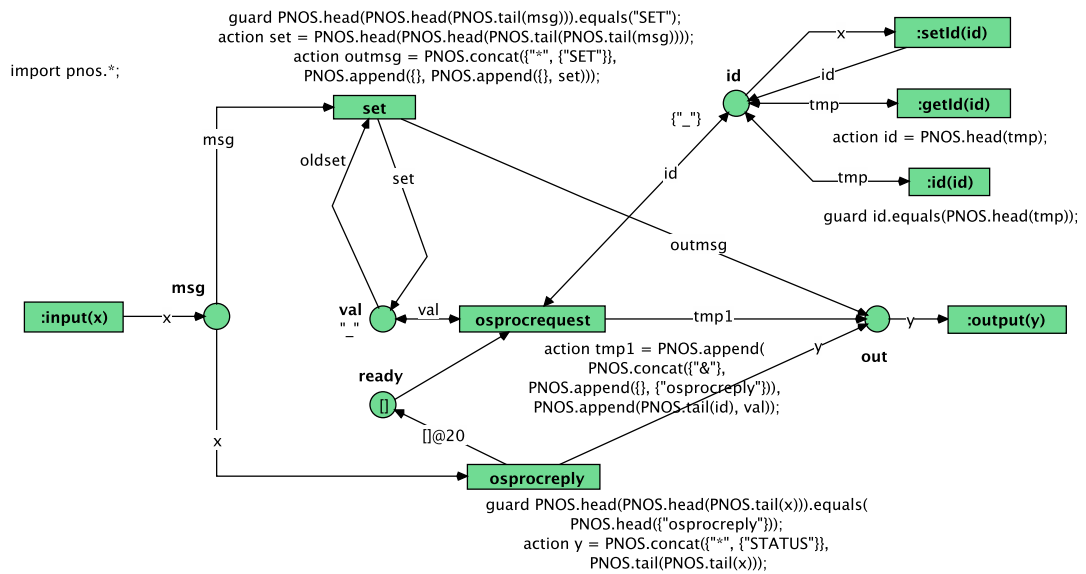 guard PNOS.head(PNOS.head(PNOS.tail(msg))).equals("SET");
action set = PNOS.head(PNOS.head(PNOS.tail(PNOS.tail(msg))));
action outmsg = PNOS.concat({"*", {"SET"}},
PNOS.append({}, PNOS.append({}, set)));
import pnos.*;
x
:setId(id)
id
id
set
{"_"}
tmp
:getId(id)
action id = PNOS.head(tmp);
msg
oldset
set
id
tmp
:id(id)
guard id.equals(PNOS.head(tmp));
outmsg
msg
:input(x)
x
val
"_"
val
osprocrequest
tmp1
y
:output(y)
out
action tmp1 = PNOS.append(
PNOS.concat({"&"},
PNOS.append({}, {"osprocreply"})),
PNOS.append(PNOS.tail(id), val));
y
ready
[]
[]@20
x
osprocreply
guard PNOS.head(PNOS.head(PNOS.tail(x))).equals(
PNOS.head({"osprocreply"}));
action y = PNOS.concat({"*", {"STATUS"}},
PNOS.tail(PNOS.tail(x)));